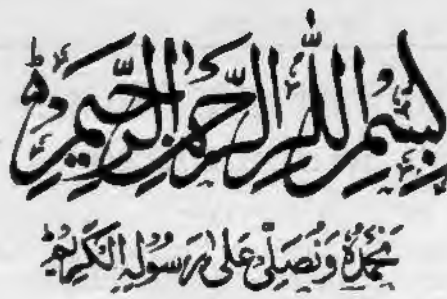 بِسْمِ اللّٰهِ الرَّحْمٰنِ الرَّحِيْمِ
نَحْمَدُهٗ وَنُصَلِّیْ عَلٰی رَسُوْلِهِ الْكَرِیْمِ